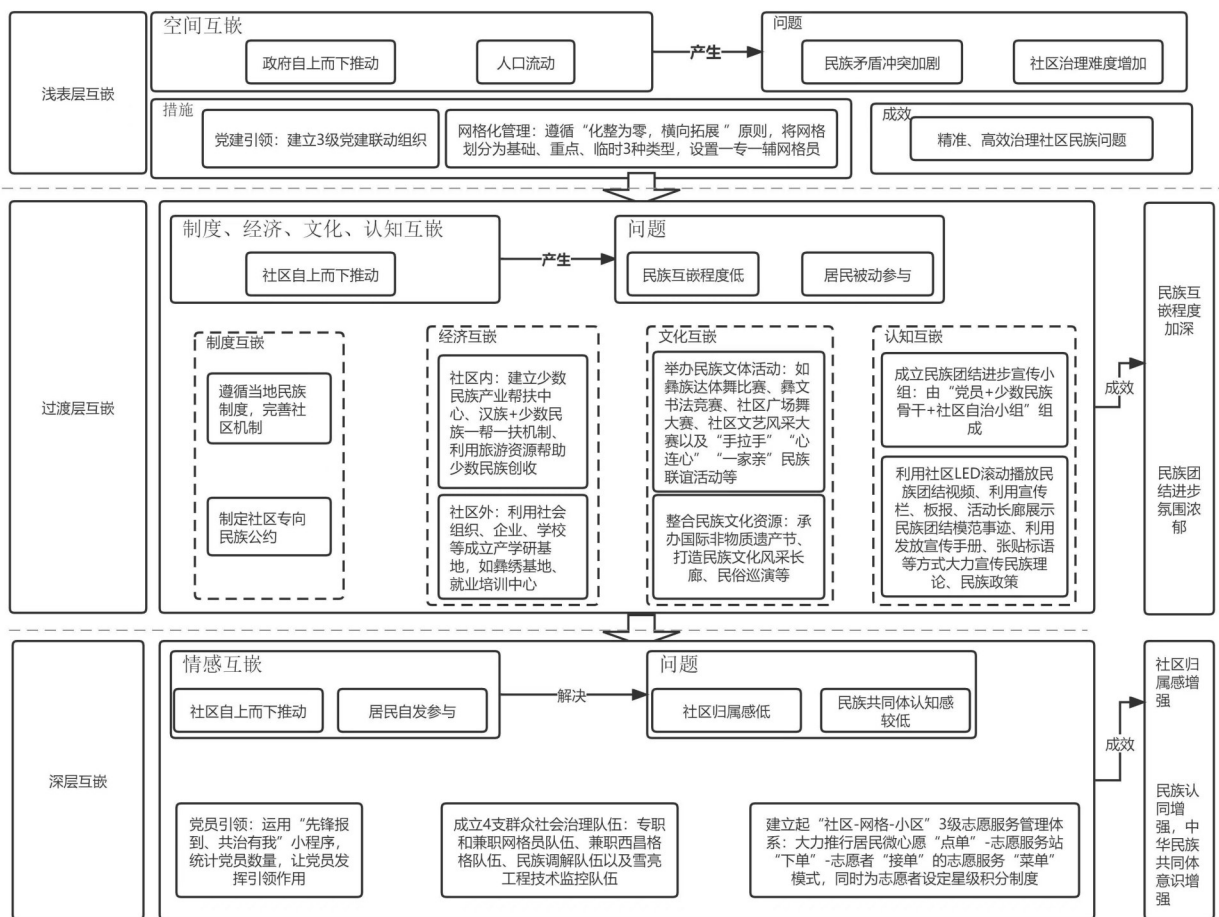 浅表层互嵌
空间互嵌
政府自上而下推动
人口流动
产生
问题
民族矛盾冲突加剧
社区治理难度增加
措施
党建引领：建立3级党建联动组织
网格化管理：遵循“化整为零，横向拓展 ”原则，将网格
划分为基础、重点、临时3种类型，设置一专一辅网格员
成效
精准、高效治理社区民族问题
过渡层互嵌
制度、经济、文化、认知互嵌
社区自上而下推动
产生
问题
民族互嵌程度低
居民被动参与
制度互嵌
遵循当地民族
制度，完善社
区机制
制定社区专向
民族公约
经济互嵌
社区内：建立少数
民族产业帮扶中
心、汉族+少数民
族一帮一扶机制、
利用旅游资源帮助
少数民族创收
社区外：利用社会
组织、企业、学校
等成立产学研基
地，如彝绣基地、
就业培训中心
文化互嵌
举办民族文体活动：如
彝族达体舞比赛、彝文
书法竞赛、社区广场舞
大赛、社区文艺风采大
赛以及“手拉手”“心
连心”“一家亲”民族
联谊活动等
整合民族文化资源：承
办国际非物质遗产节、
打造民族文化风采长
廊、民俗巡演等
认知互嵌
成立民族团结进步宣传小
组：由“党员+少数民族
骨干+社区自治小组”组
成
利用社区LED滚动播放民
族团结视频、利用宣传
栏、板报、活动长廊展示
民族团结模范事迹、利用
发放宣传手册、张贴标语
等方式大力宣传民族理
论、民族政策
成效
民族互
嵌程度
加深
民族团
结进步
氛围浓
郁
深层互嵌
情感互嵌
社区自上而下推动
居民自发参与
解决
问题
社区归属感低
民族共同体认知感
较低
党员引领：运用“先锋报
到、共治有我”小程序，
统计党员数量，让党员发
挥引领作用
成立4支群众社会治理队伍：专职
和兼职网格员队伍、兼职西昌格
格队伍、民族调解队伍以及雪亮
工程技术监控队伍
建立起“社区-网格-小区”3级志愿服务管理体
系：大力推行居民微心愿“点单”-志愿服务站
“下单”-志愿者“接单”的志愿服务“菜单”
模式，同时为志愿者设定星级积分制度
成效
社区归
属感增
强
民族认
同增
强，中
华民族
共同体
意识增
强